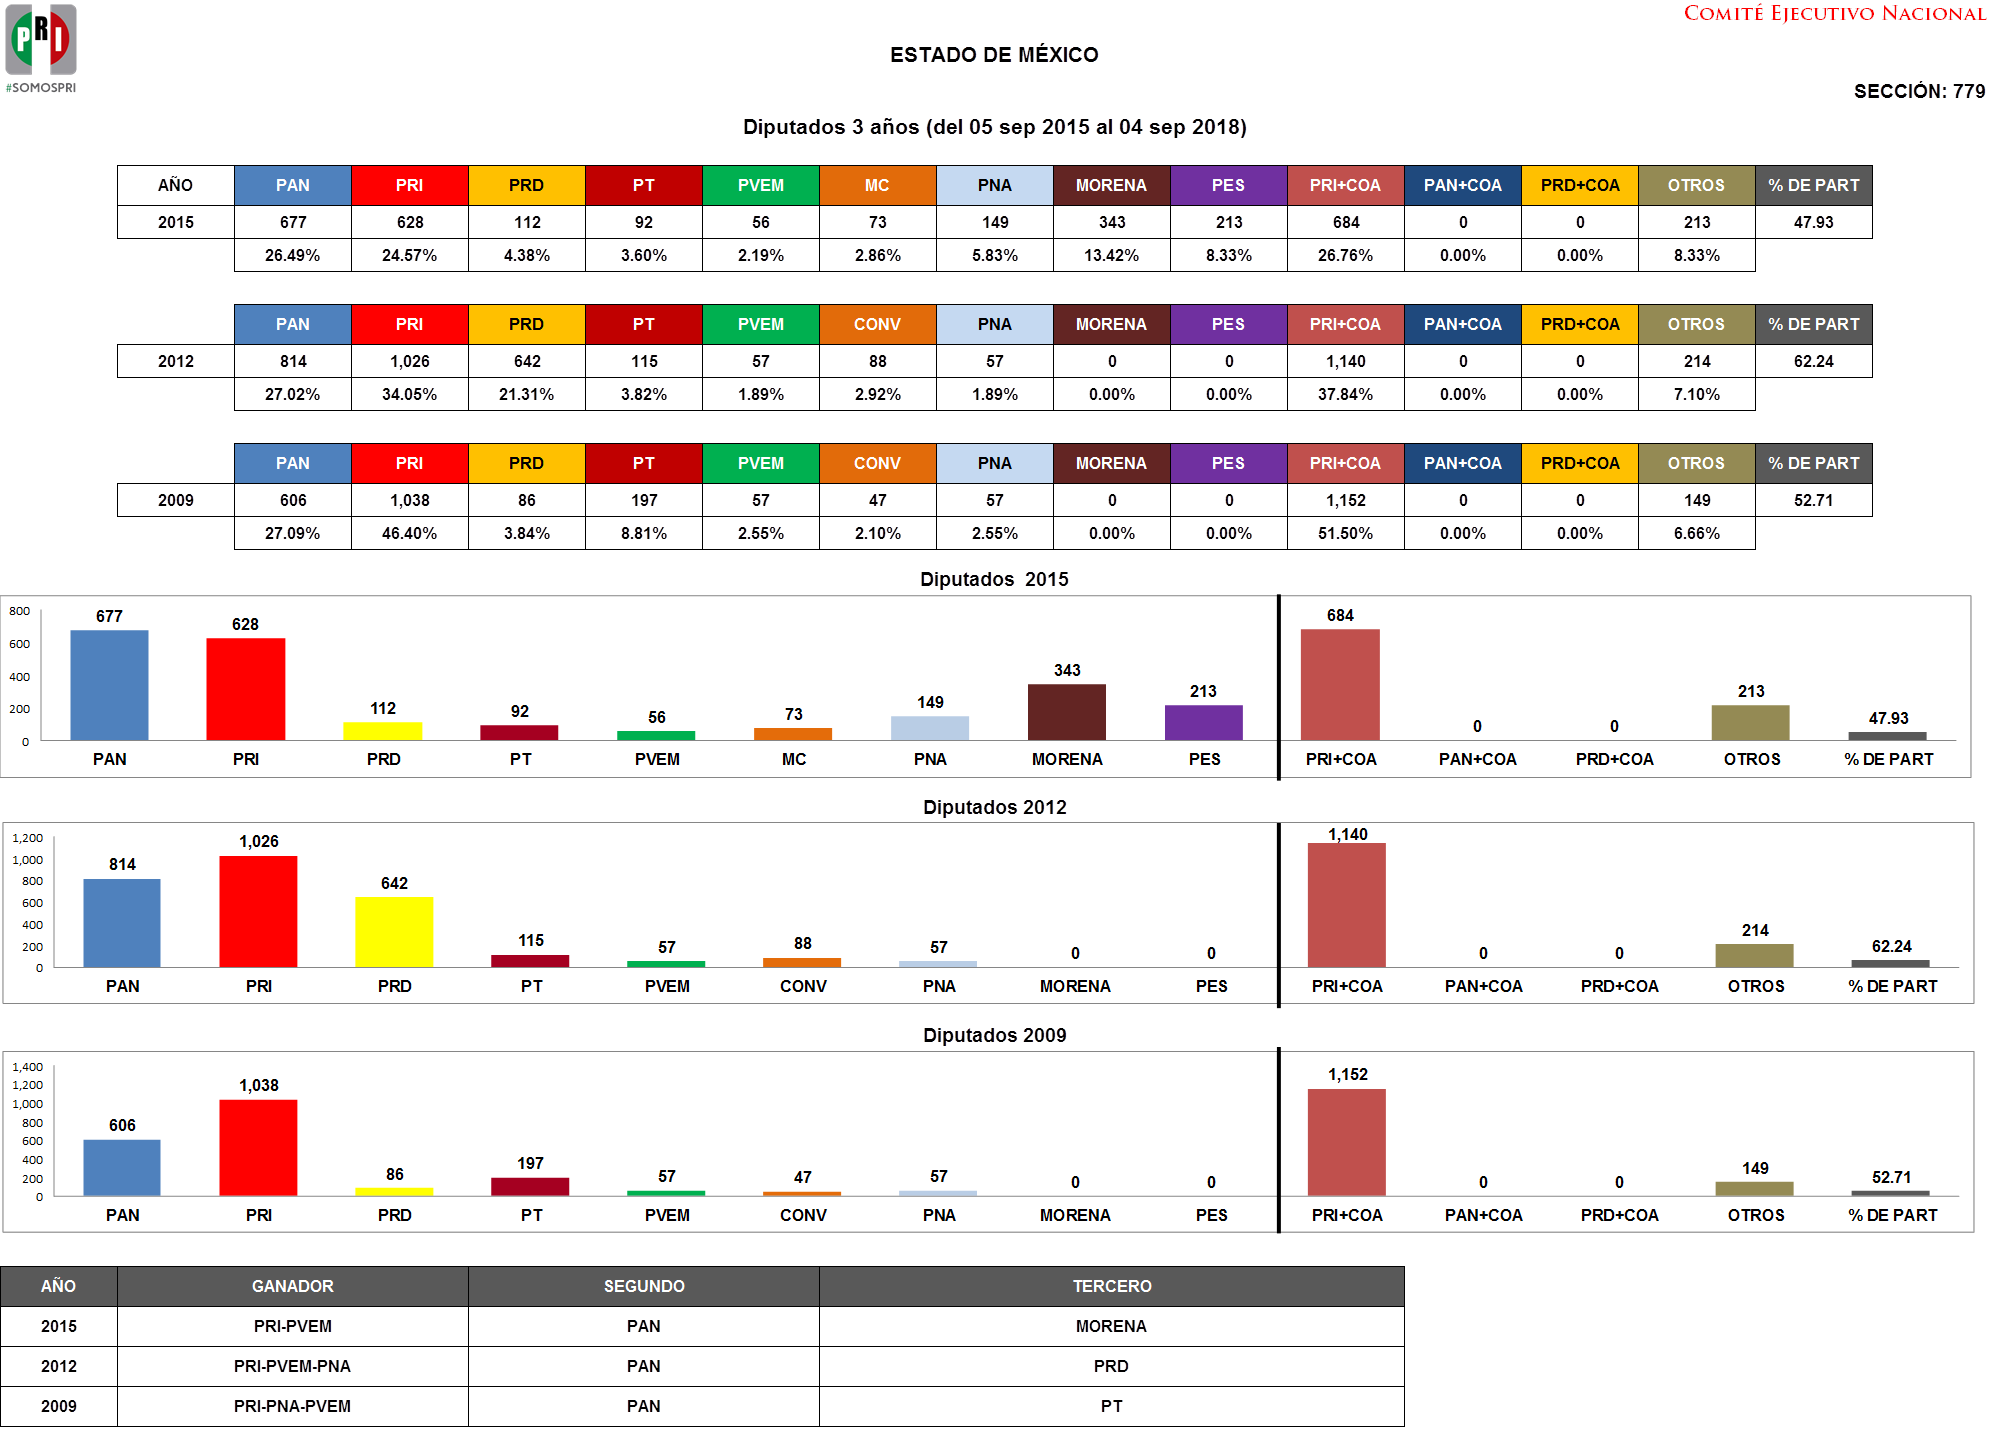 PRI
#SOMOSPRI
COMITÉ EJECUTIVO NACIONAL
ESTADO DE MÉXICO
SECCIÓN: 779
Diputados 3 años (del 05 sep 2015 al 04 sep 2018)
AÑO PAN PRI PRD PT PVEM MC PNA MORENA PES PRI+COA PAN+COA PRD+COA OTROS % DE PART
2015 677 628 112 92 56 73 149 343 213 684 0 0 213 47.93
26.49% 24.57% 4.38% 3.60% 2.19% 2.86% 5.83% 13.42% 8.33% 26.76% 0.00% 0.00% 8.33%
PAN PRI PRD PT PVEM CONV PNA MORENA PES PRI+COA PAN+COA PRD+COA OTROS % DE PART
2012 814 1,026 642 115 57 88 57 0 0 1,140 0 0 214 62.24
27.02% 34.05% 21.31% 3.82% 1.89% 2.92% 1.89% 0.00% 0.00% 37.84% 0.00% 0.00% 7.10%
PAN PRI PRD PT PVEM CONV PNA MORENA PES PRI+COA PAN+COA PRD+COA OTROS % DE PART
2009 606 1,038 86 197 57 47 57 0 0 1,152 0 0 149 52.71
27.09% 46.40% 3.84% 8.81% 2.55% 2.10% 2.55% 0.00% 0.00% 51.50% 0.00% 0.00% 6.66%
Diputados 2015
800
600
400
200
0
677 628 112 92 56 73 149 343 213 684 0 0 213 47.93
PAN PRI PRD PT PVEM MC PNA MORENA PES PRI+COA PAN+COA PRD+COA OTROS % DE PART
Diputados 2012
1,200
1,000
800
600
400
200
0
814 1,026 642 115 57 88 57 0 0 1,140 0 0 214 62.24
PAN PRI PRD PT PVEM CONV PNA MORENA PES PRI+COA PAN+COA PRD+COA OTROS % DE PART
Diputados 2009
1,400
1,200
1,000
800
600
400
200
0
606 1,038 86 197 57 47 57 0 0 1,152 0 0 149 52.71
PAN PRI PRD PT PVEM CONV PNA MORENA PES PRI+COA PAN+COA PRD+COA OTROS % DE PART
AÑO GANADOR SEGUNDO TERCERO
2015 PRI-PVEM PAN MORENA
2012 PRI-PVEM-PNA PAN PRD
2009 PRI-PNA-PVEM PAN PT